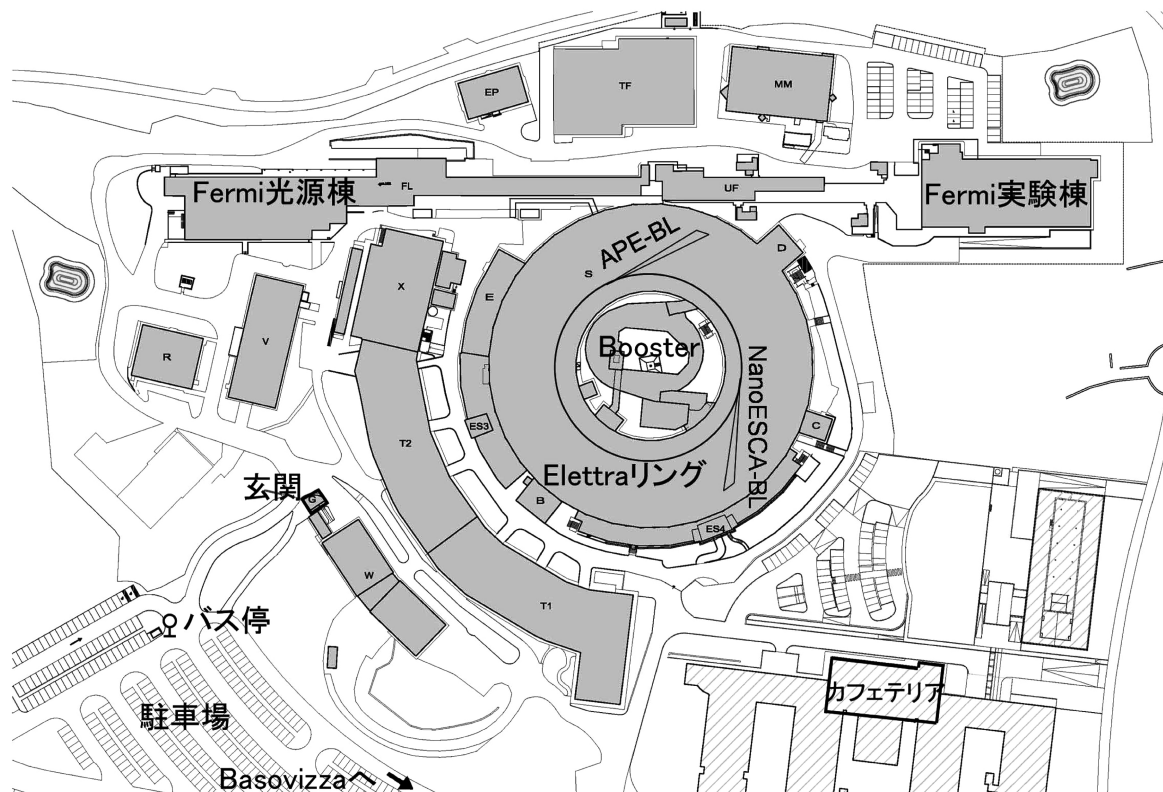 EP
TF
MM
Fermi光源棟
FL
UF
Fermi実験棟
APE-BL
S
D
E
X
R
V
Booster
NanoESCA-BL
ES3
C
T2
Elettraリング
玄関
G
B
ES4
W
T1
バス停
カフェテリア
駐車場
Basovizzaへ